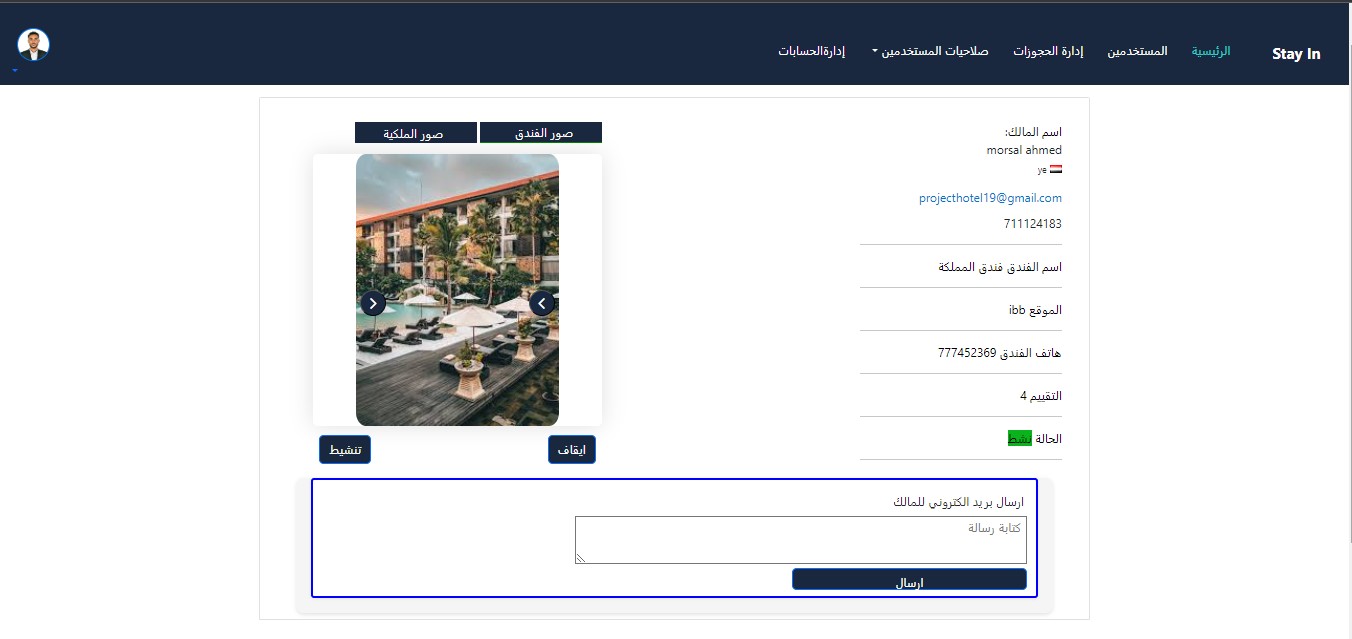 Stay In
الرئيسية
المستخدمين
إدارة الحجوزات
صلاحيات المستخدمين
إدارةالحسابات
اسم المالك:
morsal ahmed
ye
projecthotel19@gmail.com
711124183
اسم الفندق فندق المملكة
الموقع ibb
هاتف الفندق 777452369
التقييم 4
الحالة نشط
صور الفندق
صور الملكية
ايقاف
تنشيط
ارسال بريد الكتروني للمالك
كتابة رسالة
ارسال